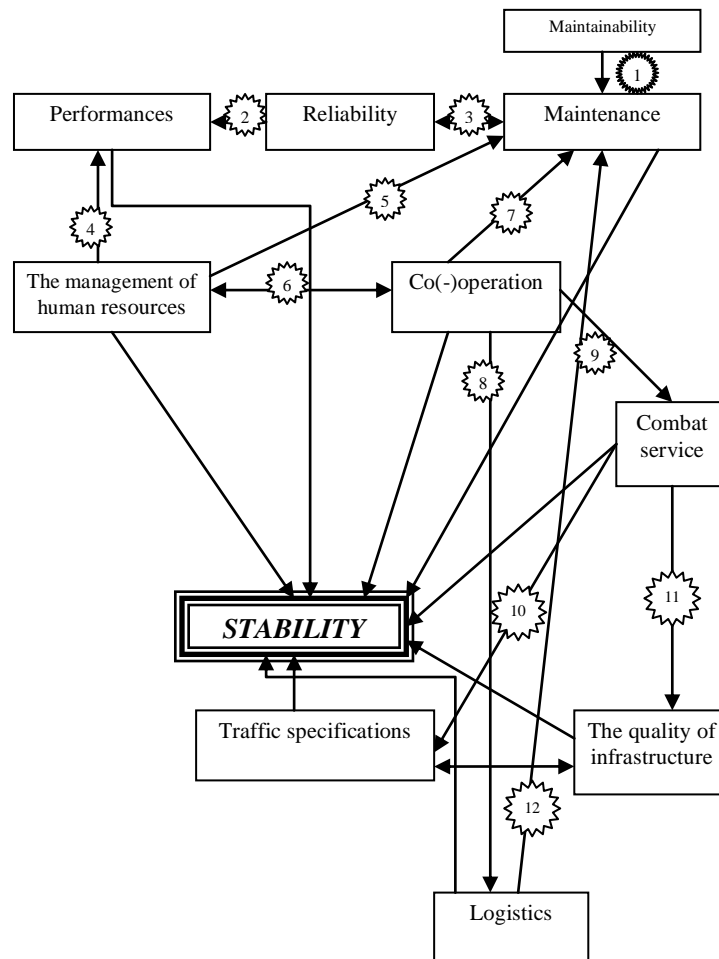 Maintainability
1
Performances
2
Reliability
3
Maintenance
4
5
7
The management of
human resources
6
Co(-)operation
8
9
Combat
service
10
11
STABILITY
Traffic specifications
The quality of
infrastructure
12
Logistics